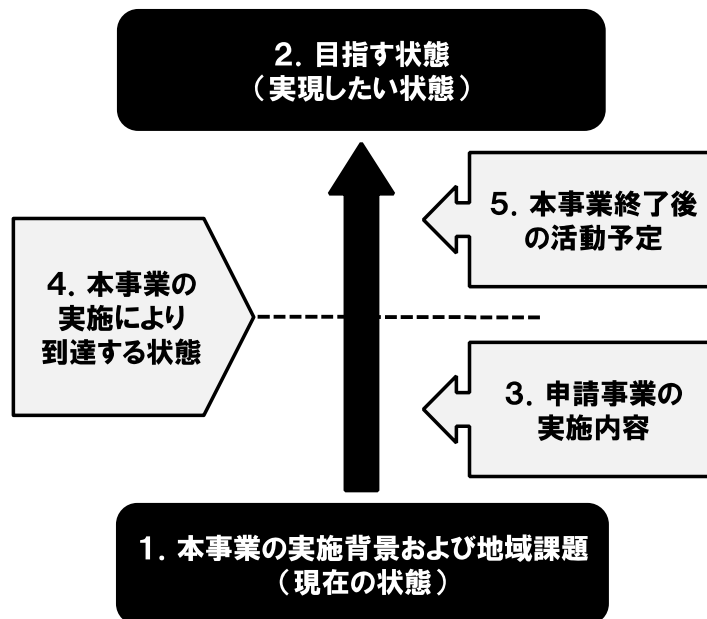 2. 目指す状態
（実現したい状態）
5. 本事業終了後
の活動予定
4. 本事業の
実施により
到達する状態
3. 申請事業の
実施内容
1. 本事業の実施背景および地域課題
（現在の状態）